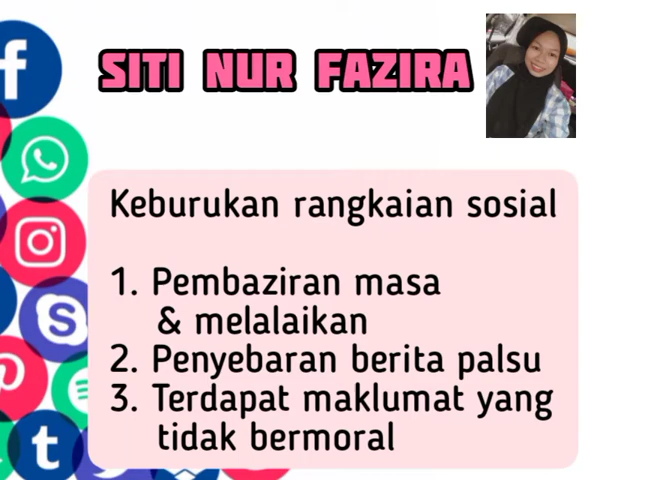 SITI NUR FAZIRA
Keburukan rangkaian sosial
1. Pembaziran masa
& melalaikan
2. Penyebaran berita palsu
3. Terdapat maklumat yang
tidak bermoral